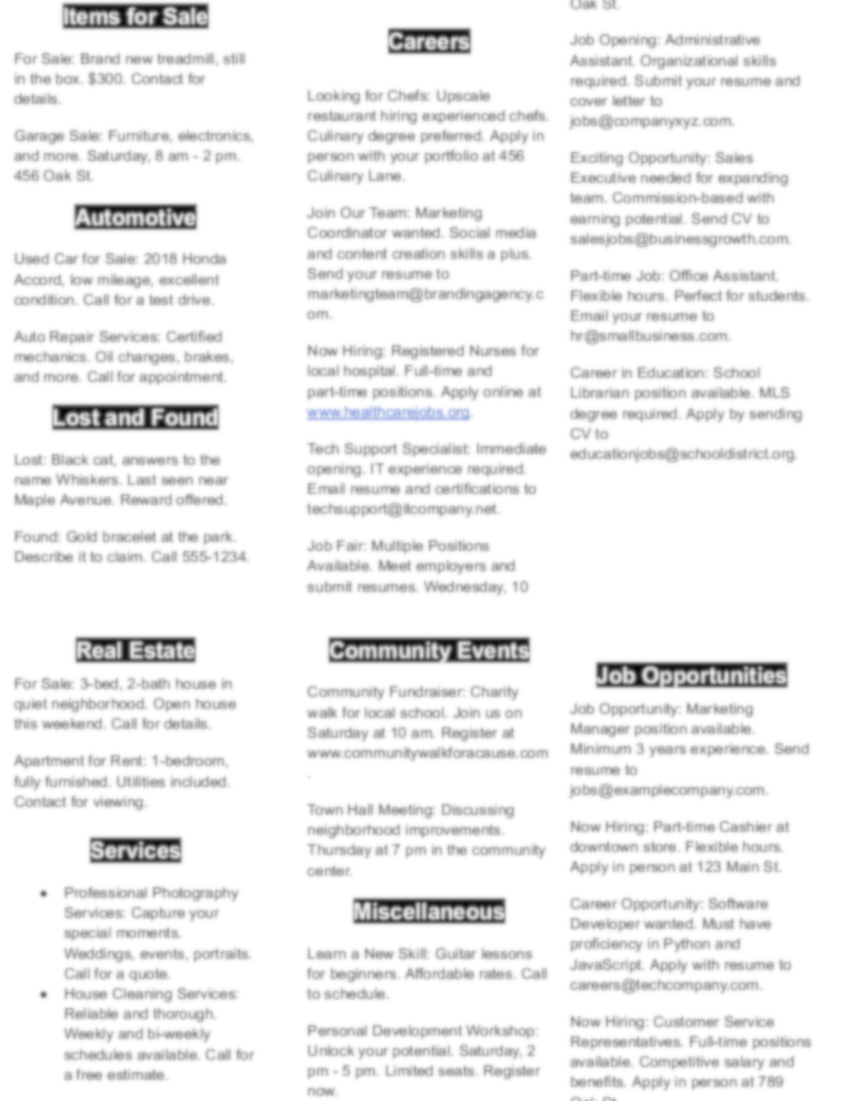 Items for Sale
For Sale: Brand new treadmill, still
in the box. $300. Contact for
details.
Garage Sale: Furniture, electronics,
and more. Saturday, 8 am - 2 pm.
456 Oak St.
Automotive
Used Car for Sale: 2018 Honda
Accord, low mileage, excellent
condition. Call for a test drive.
Auto Repair Services: Certified
mechanics. Oil changes, brakes,
and more. Call for appointment.
Lost and Found
Lost: Black cat, answers to the
name Whiskers. Last seen near
Maple Avenue. Reward offered.
Found: Gold bracelet at the park.
Describe it to claim. Call 555-1234.
Careers
Looking for Chefs: Upscale
restaurant hiring experienced chefs.
Culinary degree preferred. Apply in
person with your portfolio at 456
Culinary Lane.
Join Our Team: Marketing
Coordinator wanted. Social media
and content creation skills a plus.
Send your resume to
marketingteam@brandingagency.c
om.
Now Hiring: Registered Nurses for
local hospital. Full-time and
part-time positions. Apply online at
www.healthcarejobs.org.
Tech Support Specialist: Immediate
opening. IT experience required.
Email resume and certifications to
techsupport@itcompany.net.
Job Fair: Multiple Positions
Available. Meet employers and
submit resumes. Wednesday, 10
Oak St.
Job Opening: Administrative
Assistant. Organizational skills
required. Submit your resume and
cover letter to
jobs@companyxyz.com.
Exciting Opportunity: Sales
Executive needed for expanding
team. Commission-based with
earning potential. Send CV to
salesjobs@businessgrowth.com.
Part-time Job: Office Assistant.
Flexible hours. Perfect for students.
Email your resume to
hr@smallbusiness.com.
Career in Education: School
Librarian position available. MLS
degree required. Apply by sending
CV to
educationjobs@schooldistrict.org.
Real Estate
For Sale: 3-bed, 2-bath house in
quiet neighborhood. Open house
this weekend. Call for details.
Apartment for Rent: 1-bedroom,
fully furnished. Utilities included.
Contact for viewing.
Services
• Professional Photography
Services: Capture your
special moments.
Weddings, events, portraits.
Call for a quote.
• House Cleaning Services:
Reliable and thorough.
Weekly and bi-weekly
schedules available. Call for
a free estimate.
Community Events
Community Fundraiser: Charity
walk for local school. Join us on
Saturday at 10 am. Register at
www.communitywalkforacause.com
.
Town Hall Meeting: Discussing
neighborhood improvements.
Thursday at 7 pm in the community
center.
Miscellaneous
Learn a New Skill: Guitar lessons
for beginners. Affordable rates. Call
to schedule.
Personal Development Workshop:
Unlock your potential. Saturday, 2
pm - 5 pm. Limited seats. Register
now.
Job Opportunities
Job Opportunity: Marketing
Manager position available.
Minimum 3 years experience. Send
resume to
jobs@examplecompany.com.
Now Hiring: Part-time Cashier at
downtown store. Flexible hours.
Apply in person at 123 Main St.
Career Opportunity: Software
Developer wanted. Must have
proficiency in Python and
JavaScript. Apply with resume to
careers@techcompany.com.
Now Hiring: Customer Service
Representatives. Full-time positions
available. Competitive salary and
benefits. Apply in person at 789
Oak St.